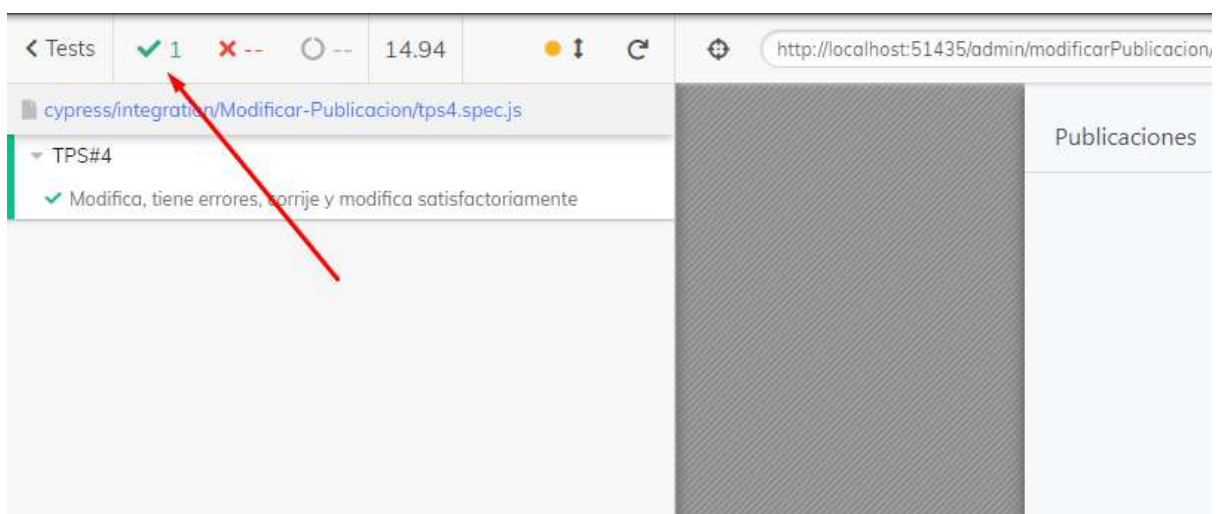 Tests 1 -- -- 14.94 http://localhost:51435/admin/modificarPublicacion/
cypress/integration/Modificar-Publicacion/tps4.spec.js
Publicaciones
TPS#4
Modifica, tiene errores, corrije y modifica satisfactoriamente